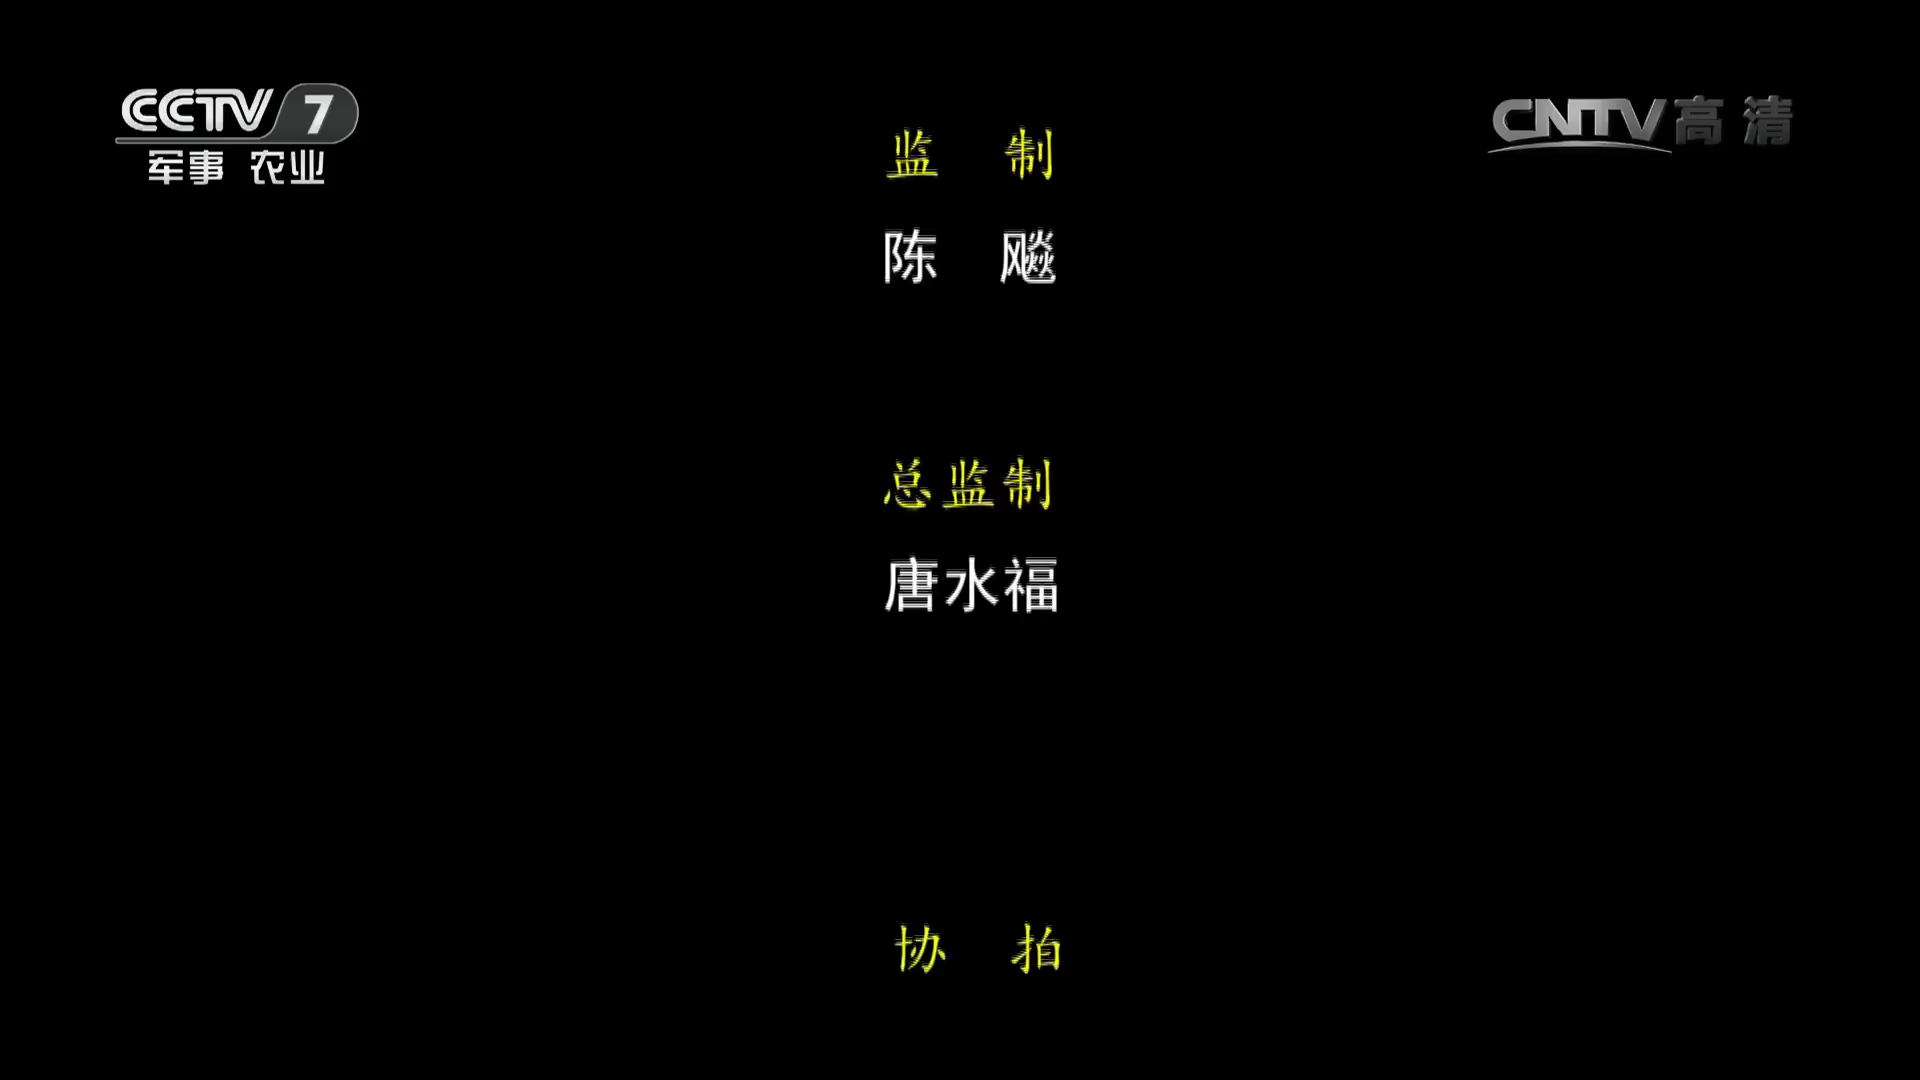 CCTV 7
军事 农业
CNTV高清
监 制
陈 飚
总监制
唐水福
协 拍